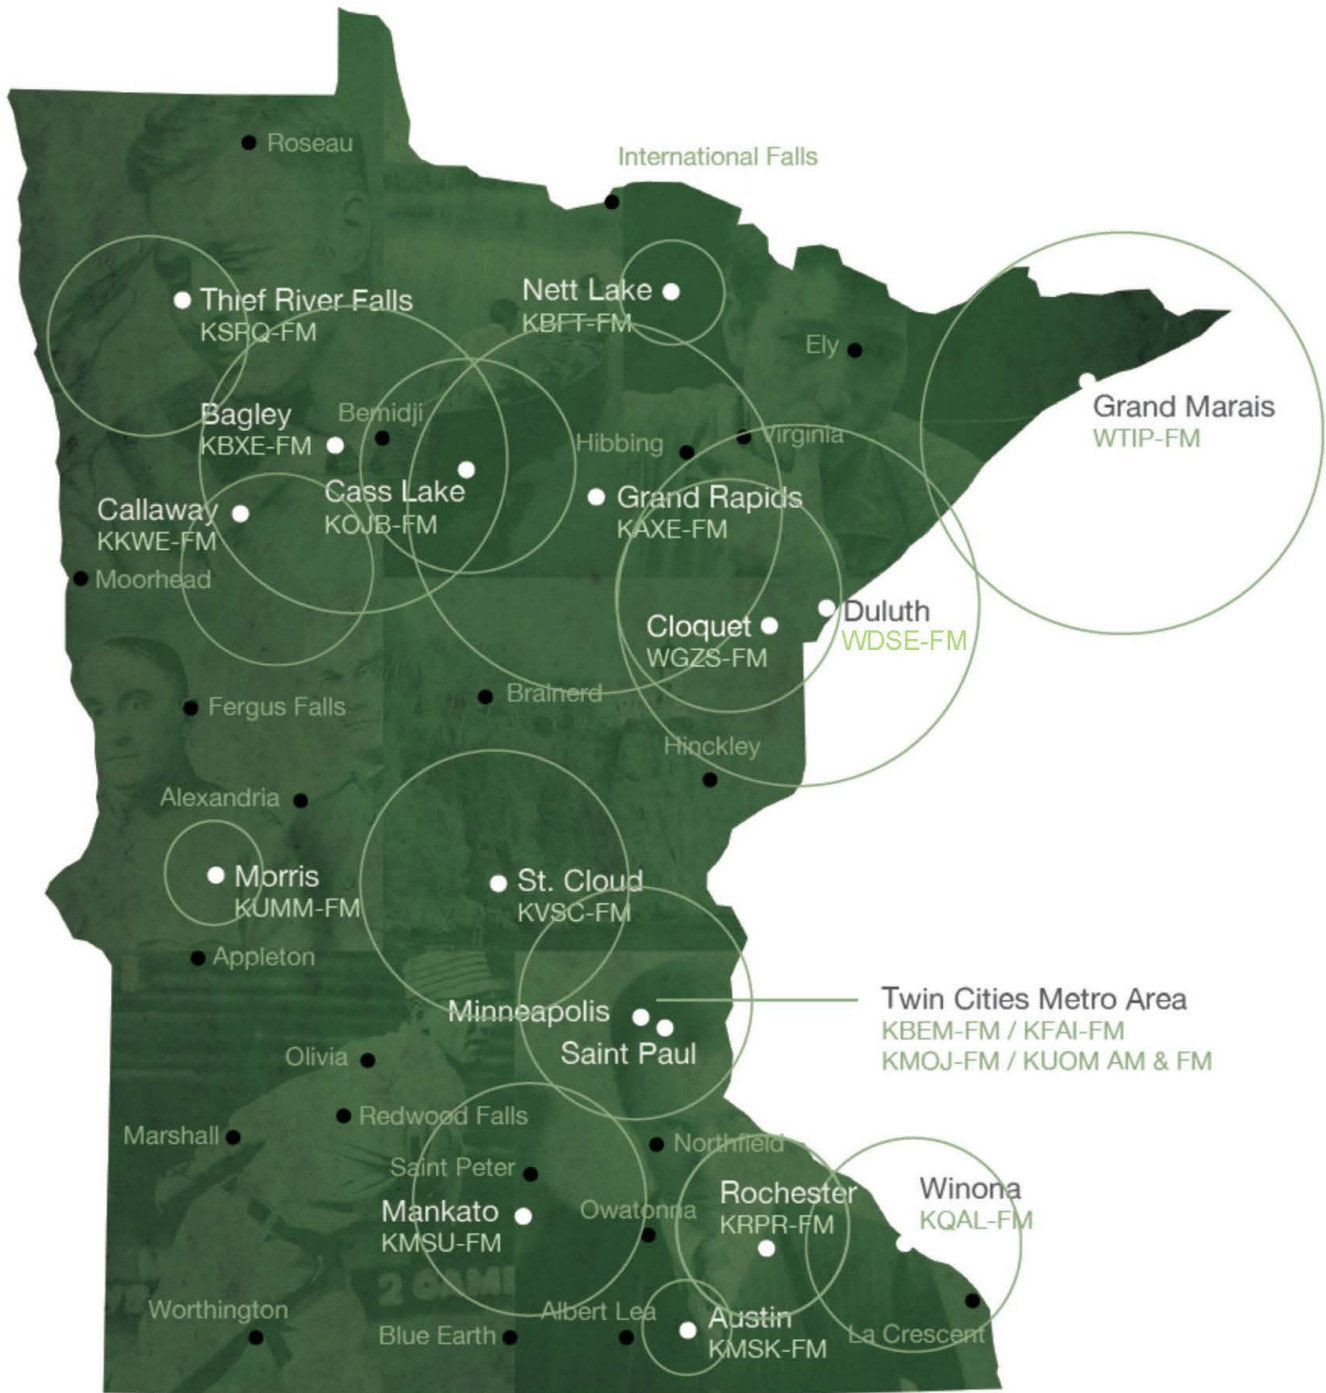 Roseau
International Falls
Thief River Falls
KSRQ-FM
Nett Lake
KBFT-FM
Ely
Grand Marais
WTIP-FM
Bagley
KBXE-FM
Bemidji
Hibbing
Virginia
Cass Lake
KOJB-FM
Grand Rapids
KAXE-FM
Callaway
KKWE-FM
Moorhead
Duluth
WDSE-FM
Cloquet
WGZS-FM
Fergus Falls
Brainerd
Hinckley
Alexandria
Morris
KUMM-FM
St. Cloud
KVSC-FM
Appleton
Minneapolis
Saint Paul
Twin Cities Metro Area
KBEM-FM / KFAI-FM
KMOJ-FM / KUOM AM & FM
Olivia
Redwood Falls
Marshall
Northfield
Saint Peter
Mankato
KMSU-FM
Owatonna
Rochester
KRPR-FM
Winona
KQAL-FM
2 GAME
Worthington
Blue Earth
Albert Lea
Austin
KMSK-FM
La Crescent